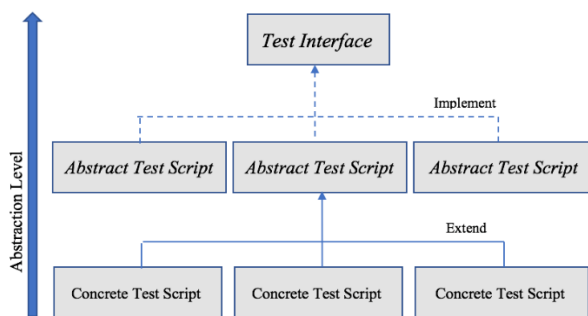 Test Interface
Implement
Abstract Test Script
Abstract Test Script
Abstract Test Script
Abstraction Level
Extend
Concrete Test Script
Concrete Test Script
Concrete Test Script